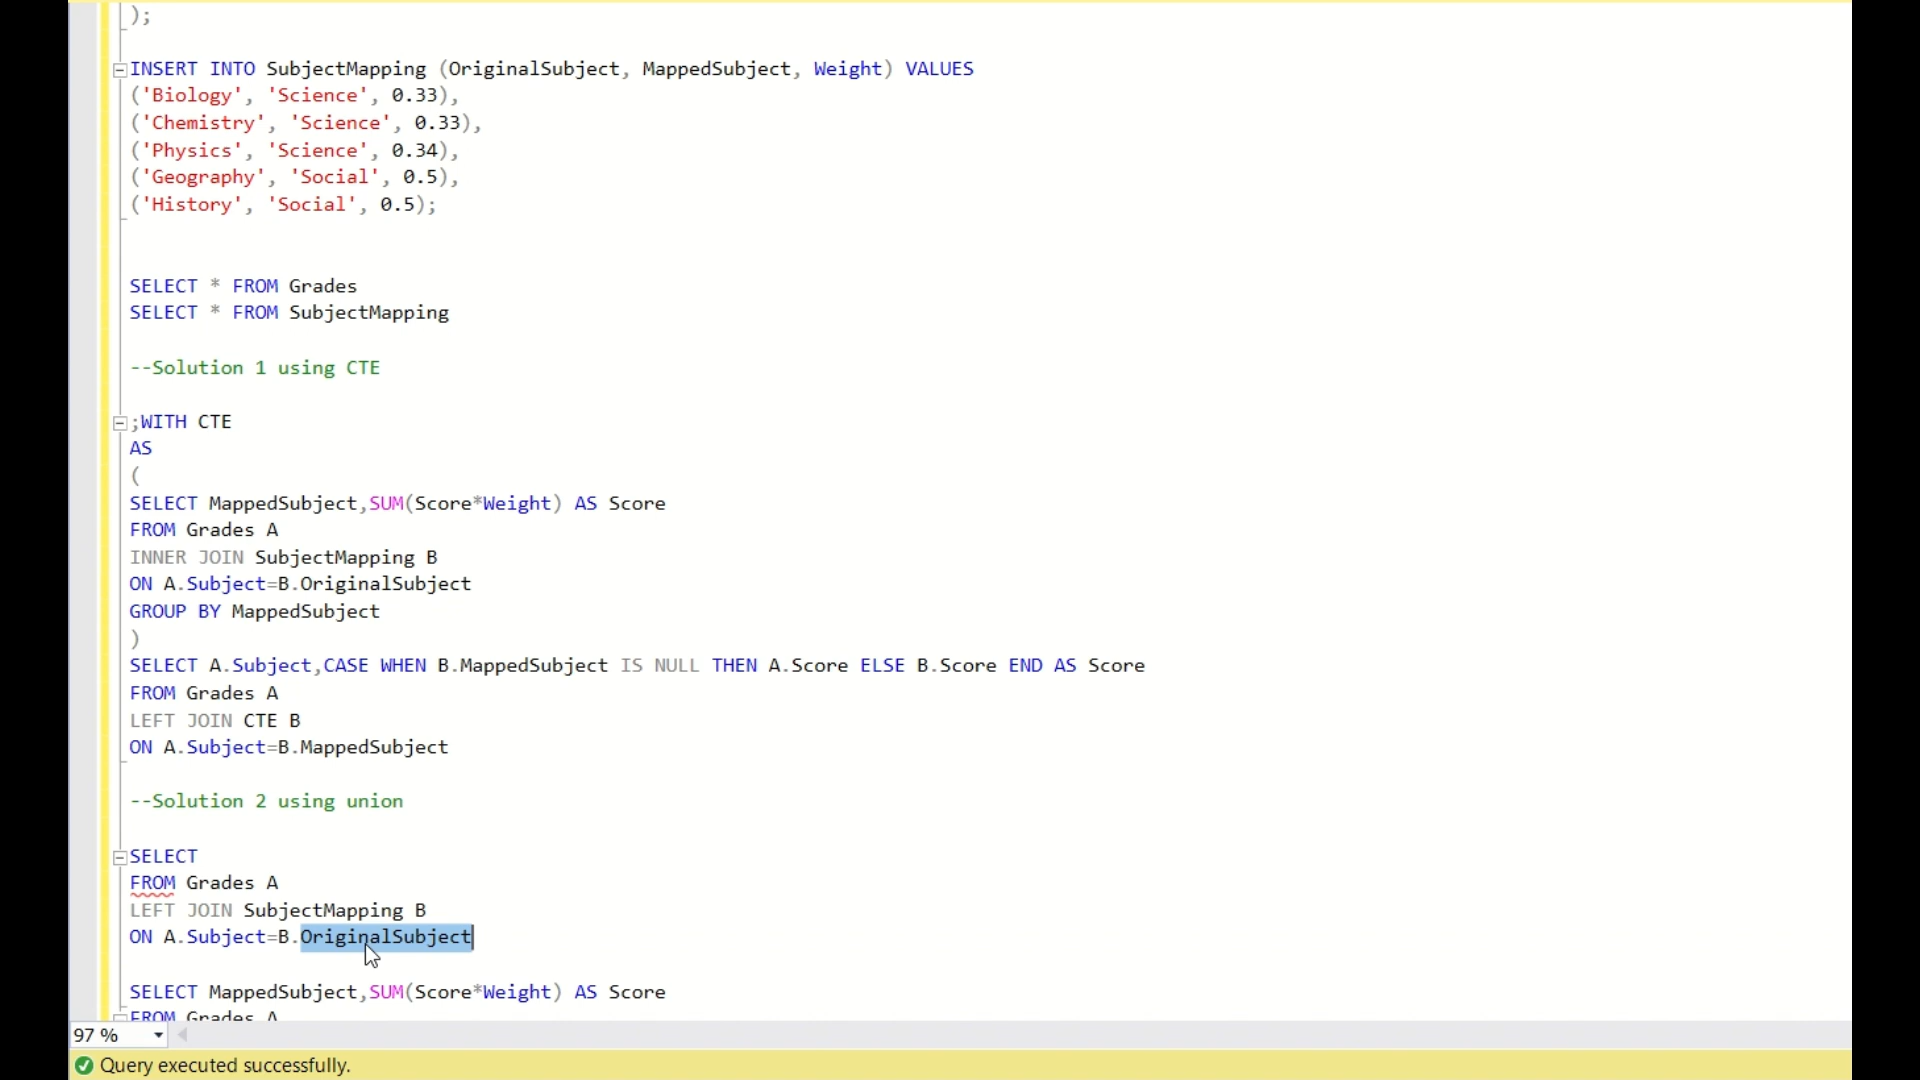 );
INSERT INTO SubjectMapping (OriginalSubject, MappedSubject, Weight) VALUES
('Biology', 'Science', 0.33),
('Chemistry', 'Science', 0.33),
('Physics', 'Science', 0.34),
('Geography', 'Social', 0.5),
('History', 'Social', 0.5);
SELECT * FROM Grades
SELECT * FROM SubjectMapping
--Solution 1 using CTE
;WITH CTE
AS
(
SELECT MappedSubject,SUM(Score*Weight) AS Score
FROM Grades A
INNER JOIN SubjectMapping B
ON A.Subject=B.OriginalSubject
GROUP BY MappedSubject
)
SELECT A.Subject,CASE WHEN B.MappedSubject IS NULL THEN A.Score ELSE B.Score END AS Score
FROM Grades A
LEFT JOIN CTE B
ON A.Subject=B.MappedSubject
--Solution 2 using union
SELECT
FROM Grades A
LEFT JOIN SubjectMapping B
ON A.Subject=B.OriginalSubject
SELECT MappedSubject,SUM(Score*Weight) AS Score
FROM Grades A
97 %
Query executed successfully.